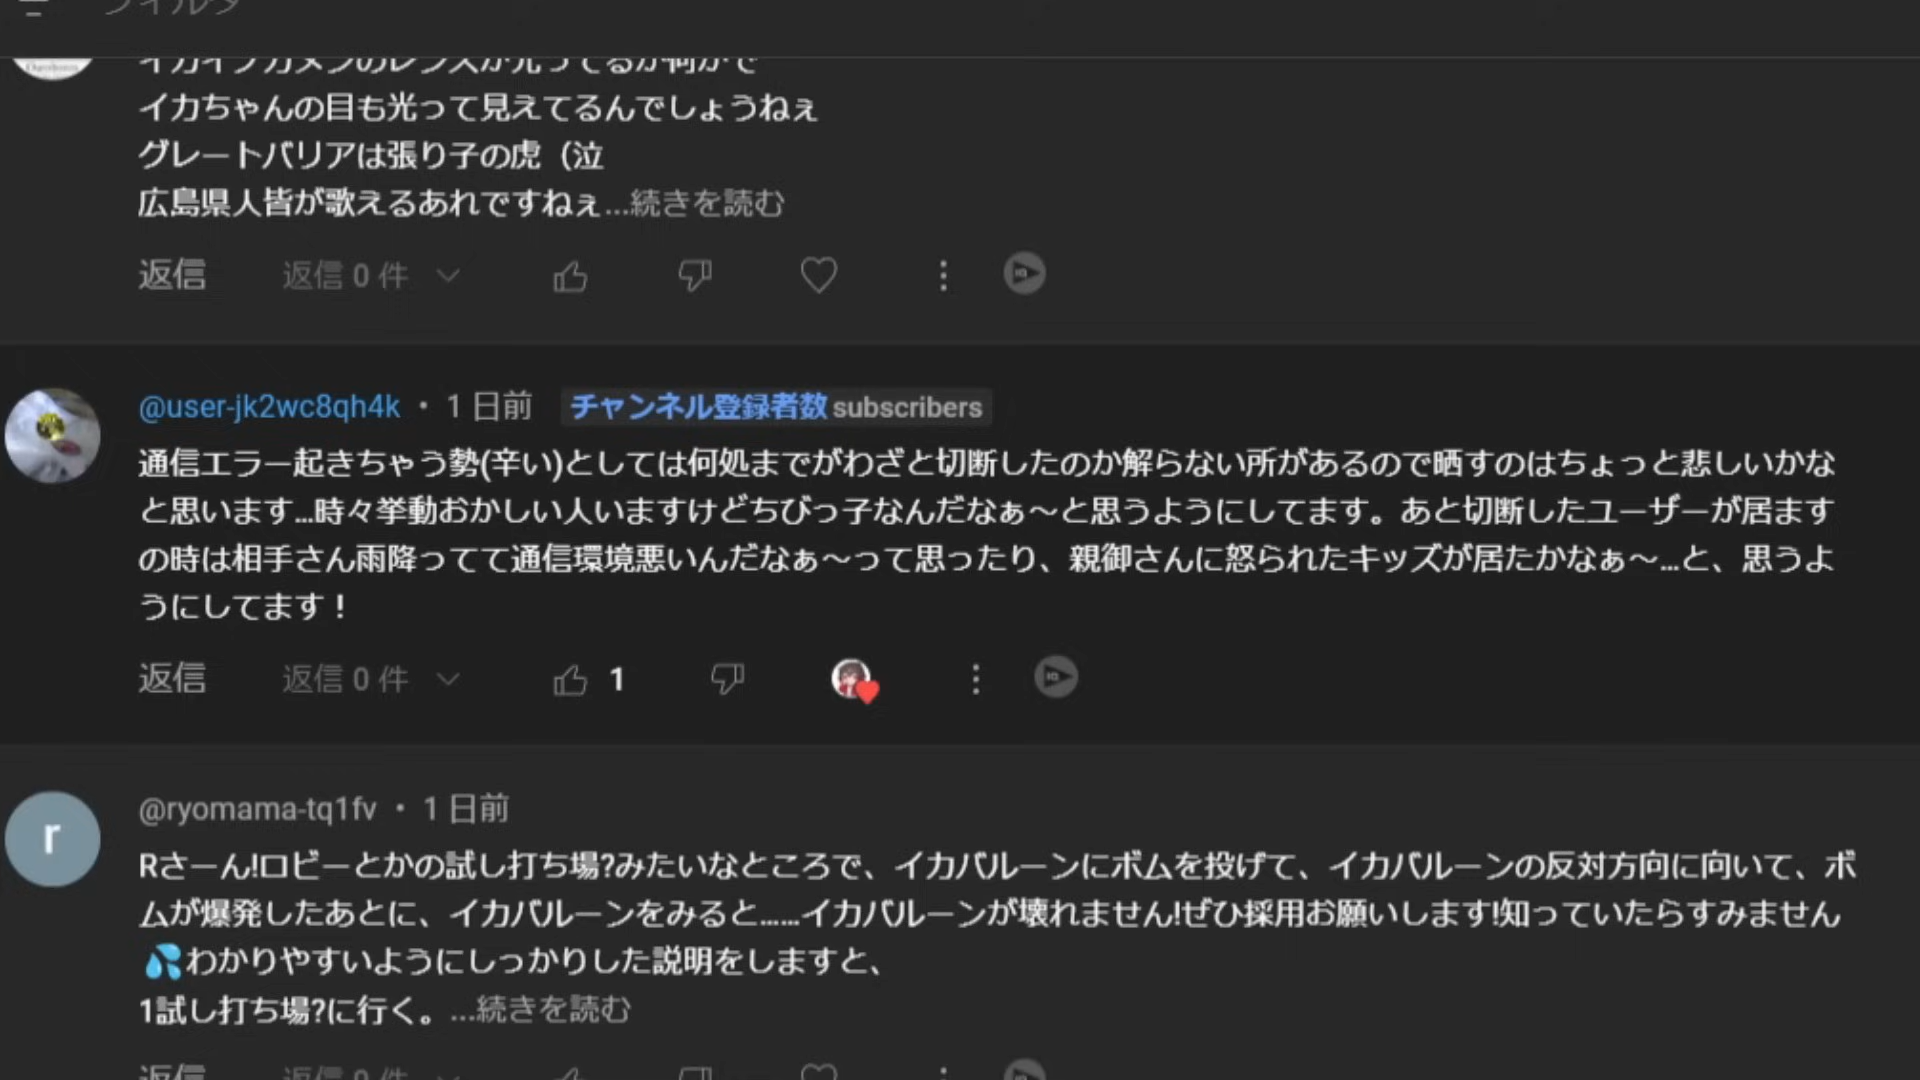 フィルタ
イカちゃんの目も光って見えてるんでしょうねぇ
グレートバリアは張り子の虎（泣
広島県人皆が歌えるあれですねぇ...続きを読む
返信 返信 0 件
@user-jk2wc8qh4k ・ 1 日前 チャンネル登録者数 subscribers
通信エラー起きちゃう勢(辛い)としては何処までがわざと切断したのか解らない所があるので晒すのはちょっと悲しいかな
と思います...時々挙動おかしい人いますけどちびっ子なんだなぁ〜と思うようにしてます。あと切断したユーザーが居ます
の時は相手さん雨降ってて通信環境悪いんだなぁ〜って思ったり、親御さんに怒られたキッズが居たかなぁ〜...と、思うよ
うにしてます！
返信 返信 0 件 1
r
@ryomama-tq1fv ・ 1 日前
Rさーん!ロビーとかの試し打ち場?みたいなところで、イカバルーンにボムを投げて、イカバルーンの反対方向に向いて、ボ
ムが爆発したあとに、イカバルーンをみると......イカバルーンが壊れません!ぜひ採用お願いします!知っていたらすみません
💦わかりやすいようにしっかりした説明をしますと、
1試し打ち場?に行く。...続きを読む
返信 返信 0 件